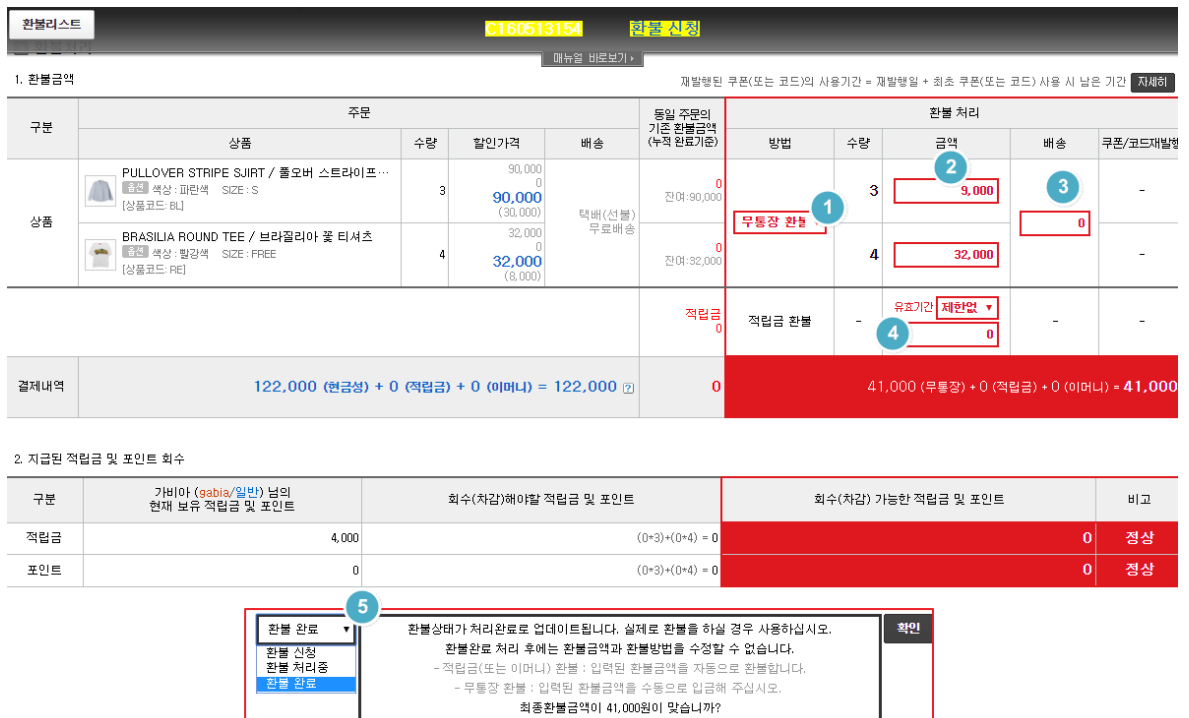 환불리스트
C160513154 환불 신청
매뉴얼 바로보기 ›
1. 환불금액
재발행된 쿠폰(또는 코드)의 사용기간 = 재발행일 + 최초 쿠폰(또는 코드) 사용 시 남은 기간 자세히
구분 주문 동일 주문의 기존 환불금액 (누적 완료기준) 환불 처리
상품 수량 할인가격 배송 방법 수량 금액 배송 쿠폰/코드재발행
상품
PULLOVER STRIPE SJIRT / 풀오버 스트라이프…
옵션 색상 : 파란색 SIZE : S
[상품코드: BL]
3
90,000
0
90,000
(30,000)
택배(선불)
무료배송
0
잔여:90,000
1
무통장 환불
3
2
9,000
3
0
-
BRASILIA ROUND TEE / 브라질리아 꽃 티셔츠
옵션 색상 : 빨강색 SIZE : FREE
[상품코드: RE]
4
32,000
0
32,000
(8,000)
0
잔여:32,000
4
32,000
-
적립금
0
적립금 환불
-
유효기간 제한없 ▼
4
0
-
-
결제내역 122,000 (현금성) + 0 (적립금) + 0 (이머니) = 122,000 ? 0 41,000 (무통장) + 0 (적립금) + 0 (이머니) = 41,000
2. 지급된 적립금 및 포인트 회수
구분 가비아 (gabia/일반) 님의 현재 보유 적립금 및 포인트 회수(차감)해야할 적립금 및 포인트 회수(차감) 가능한 적립금 및 포인트 비고
적립금 4,000 (0*3)+(0*4) = 0 0 정상
포인트 0 (0*3)+(0*4) = 0 0 정상
5
환불 완료 ▼
환불 신청
환불 처리중
환불 완료
환불상태가 처리완료로 업데이트됩니다. 실제로 환불을 하실 경우 사용하십시오.
환불완료 처리 후에는 환불금액과 환불방법을 수정할 수 없습니다.
- 적립금(또는 이머니) 환불 : 입력된 환불금액을 자동으로 환불합니다.
- 무통장 환불 : 입력된 환불금액을 수동으로 입금해 주십시오.
최종환불금액이 41,000원이 맞습니까?
확인